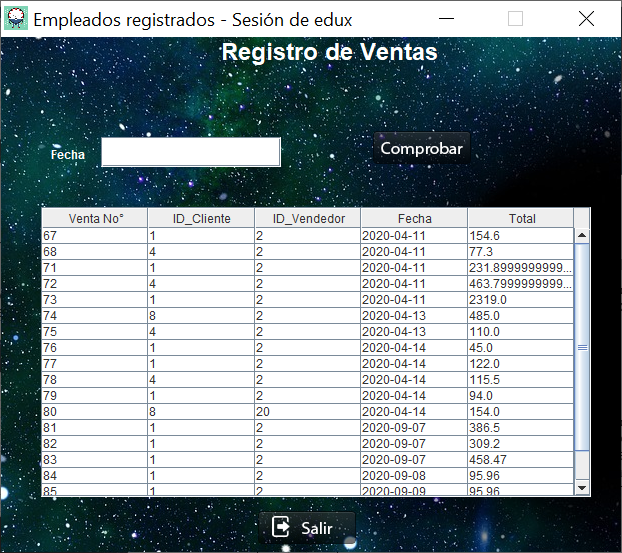 Empleados registrados - Sesión de edux
Registro de Ventas
Fecha Comprobar
Venta No° ID_Cliente ID_Vendedor Fecha Total
67 1 2 2020-04-11 154.6
68 4 2 2020-04-11 77.3
71 1 2 2020-04-11 231.8999999999...
72 4 2 2020-04-11 463.7999999999...
73 1 2 2020-04-11 2319.0
74 8 2 2020-04-13 485.0
75 4 2 2020-04-13 110.0
76 1 2 2020-04-14 45.0
77 1 2 2020-04-14 122.0
78 4 2 2020-04-14 115.5
79 1 2 2020-04-14 94.0
80 8 20 2020-04-14 154.0
81 1 2 2020-09-07 386.5
82 1 2 2020-09-07 309.2
83 1 2 2020-09-07 458.47
84 1 2 2020-09-08 95.96
85 1 2 2020-09-09 95.96
Salir